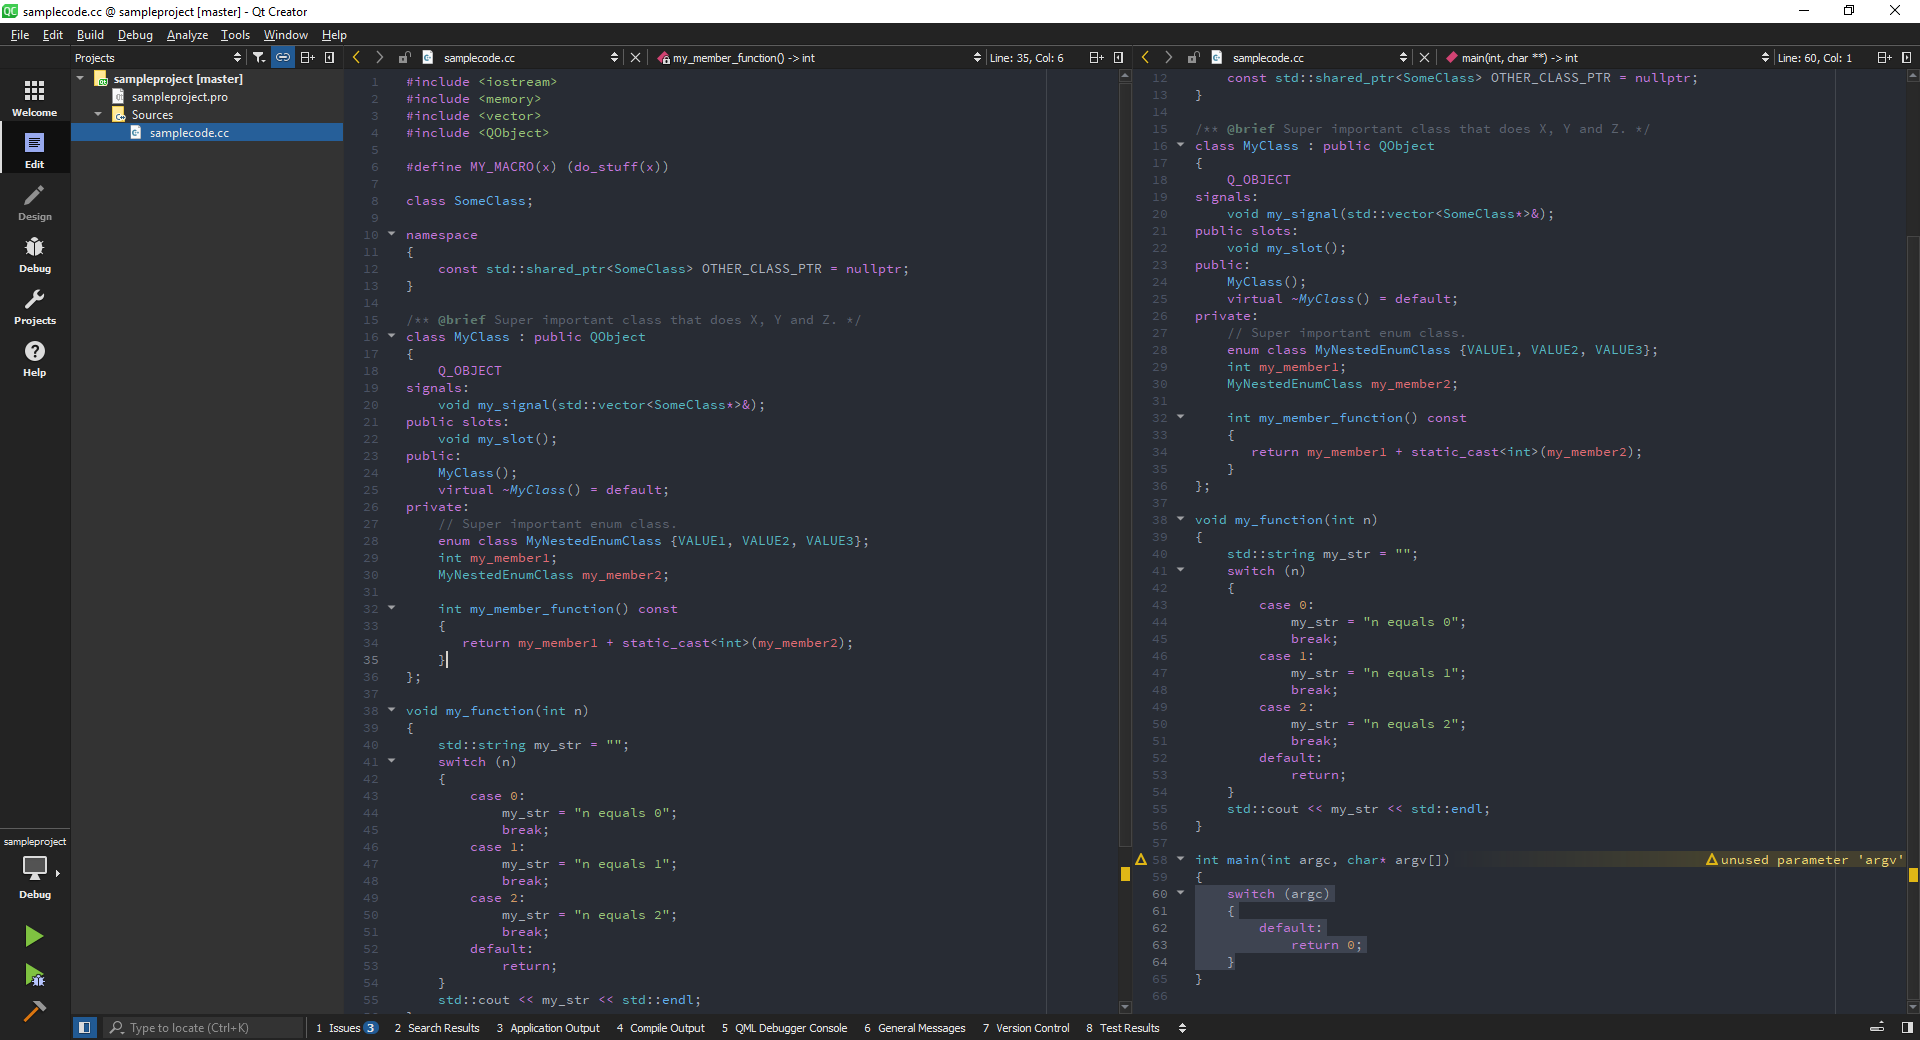 samplecode.cc @ sampleproject [master] - Qt Creator
File Edit Build Debug Analyze Tools Window Help
Projects
samplecode.cc
my_member_function() -> int
Line: 35, Col: 6
samplecode.cc
main(int, char **) -> int
Line: 60, Col: 1
Welcome
Edit
Design
Debug
Projects
Help
sampleproject
Debug
sampleproject [master]
sampleproject.pro
Sources
samplecode.cc
1 #include <iostream>
2 #include <memory>
3 #include <vector>
4 #include <QObject>
5
6 #define MY_MACRO(x) (do_stuff(x))
7
8 class SomeClass;
9
10 namespace
11 {
12 const std::shared_ptr<SomeClass> OTHER_CLASS_PTR = nullptr;
13 }
14
15 /** @brief Super important class that does X, Y and Z. */
16 class MyClass : public QObject
17 {
18 Q_OBJECT
19 signals:
20 void my_signal(std::vector<SomeClass*>&);
21 public slots:
22 void my_slot();
23 public:
24 MyClass();
25 virtual ~MyClass() = default;
26 private:
27 // Super important enum class.
28 enum class MyNestedEnumClass {VALUE1, VALUE2, VALUE3};
29 int my_member1;
30 MyNestedEnumClass my_member2;
31
32 int my_member_function() const
33 {
34 return my_member1 + static_cast<int>(my_member2);
35 }
36 };
37
38 void my_function(int n)
39 {
40 std::string my_str = "";
41 switch (n)
42 {
43 case 0:
44 my_str = "n equals 0";
45 break;
46 case 1:
47 my_str = "n equals 1";
48 break;
49 case 2:
50 my_str = "n equals 2";
51 break;
52 default:
53 return;
54 }
55 std::cout << my_str << std::endl;
12 const std::shared_ptr<SomeClass> OTHER_CLASS_PTR = nullptr;
13 }
14
15 /** @brief Super important class that does X, Y and Z. */
16 class MyClass : public QObject
17 {
18 Q_OBJECT
19 signals:
20 void my_signal(std::vector<SomeClass*>&);
21 public slots:
22 void my_slot();
23 public:
24 MyClass();
25 virtual ~MyClass() = default;
26 private:
27 // Super important enum class.
28 enum class MyNestedEnumClass {VALUE1, VALUE2, VALUE3};
29 int my_member1;
30 MyNestedEnumClass my_member2;
31
32 int my_member_function() const
33 {
34 return my_member1 + static_cast<int>(my_member2);
35 }
36 };
37
38 void my_function(int n)
39 {
40 std::string my_str = "";
41 switch (n)
42 {
43 case 0:
44 my_str = "n equals 0";
45 break;
46 case 1:
47 my_str = "n equals 1";
48 break;
49 case 2:
50 my_str = "n equals 2";
51 break;
52 default:
53 return;
54 }
55 std::cout << my_str << std::endl;
56 }
57
58 int main(int argc, char* argv[]) unused parameter 'argv'
59 {
60 switch (argc)
61 {
62 default:
63 return 0;
64 }
65 }
66
Type to locate (Ctrl+K) 1 Issues 3 2 Search Results 3 Application Output 4 Compile Output 5 QML Debugger Console 6 General Messages 7 Version Control 8 Test Results